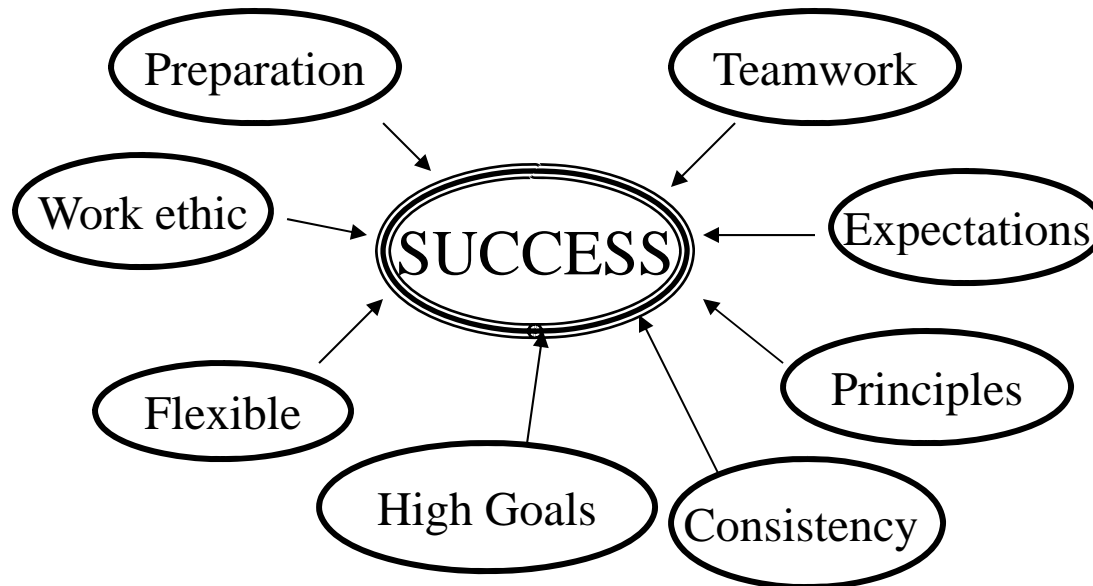 Preparation
Teamwork
Work ethic
SUCCESS
Expectations
Flexible
Principles
High Goals
Consistency